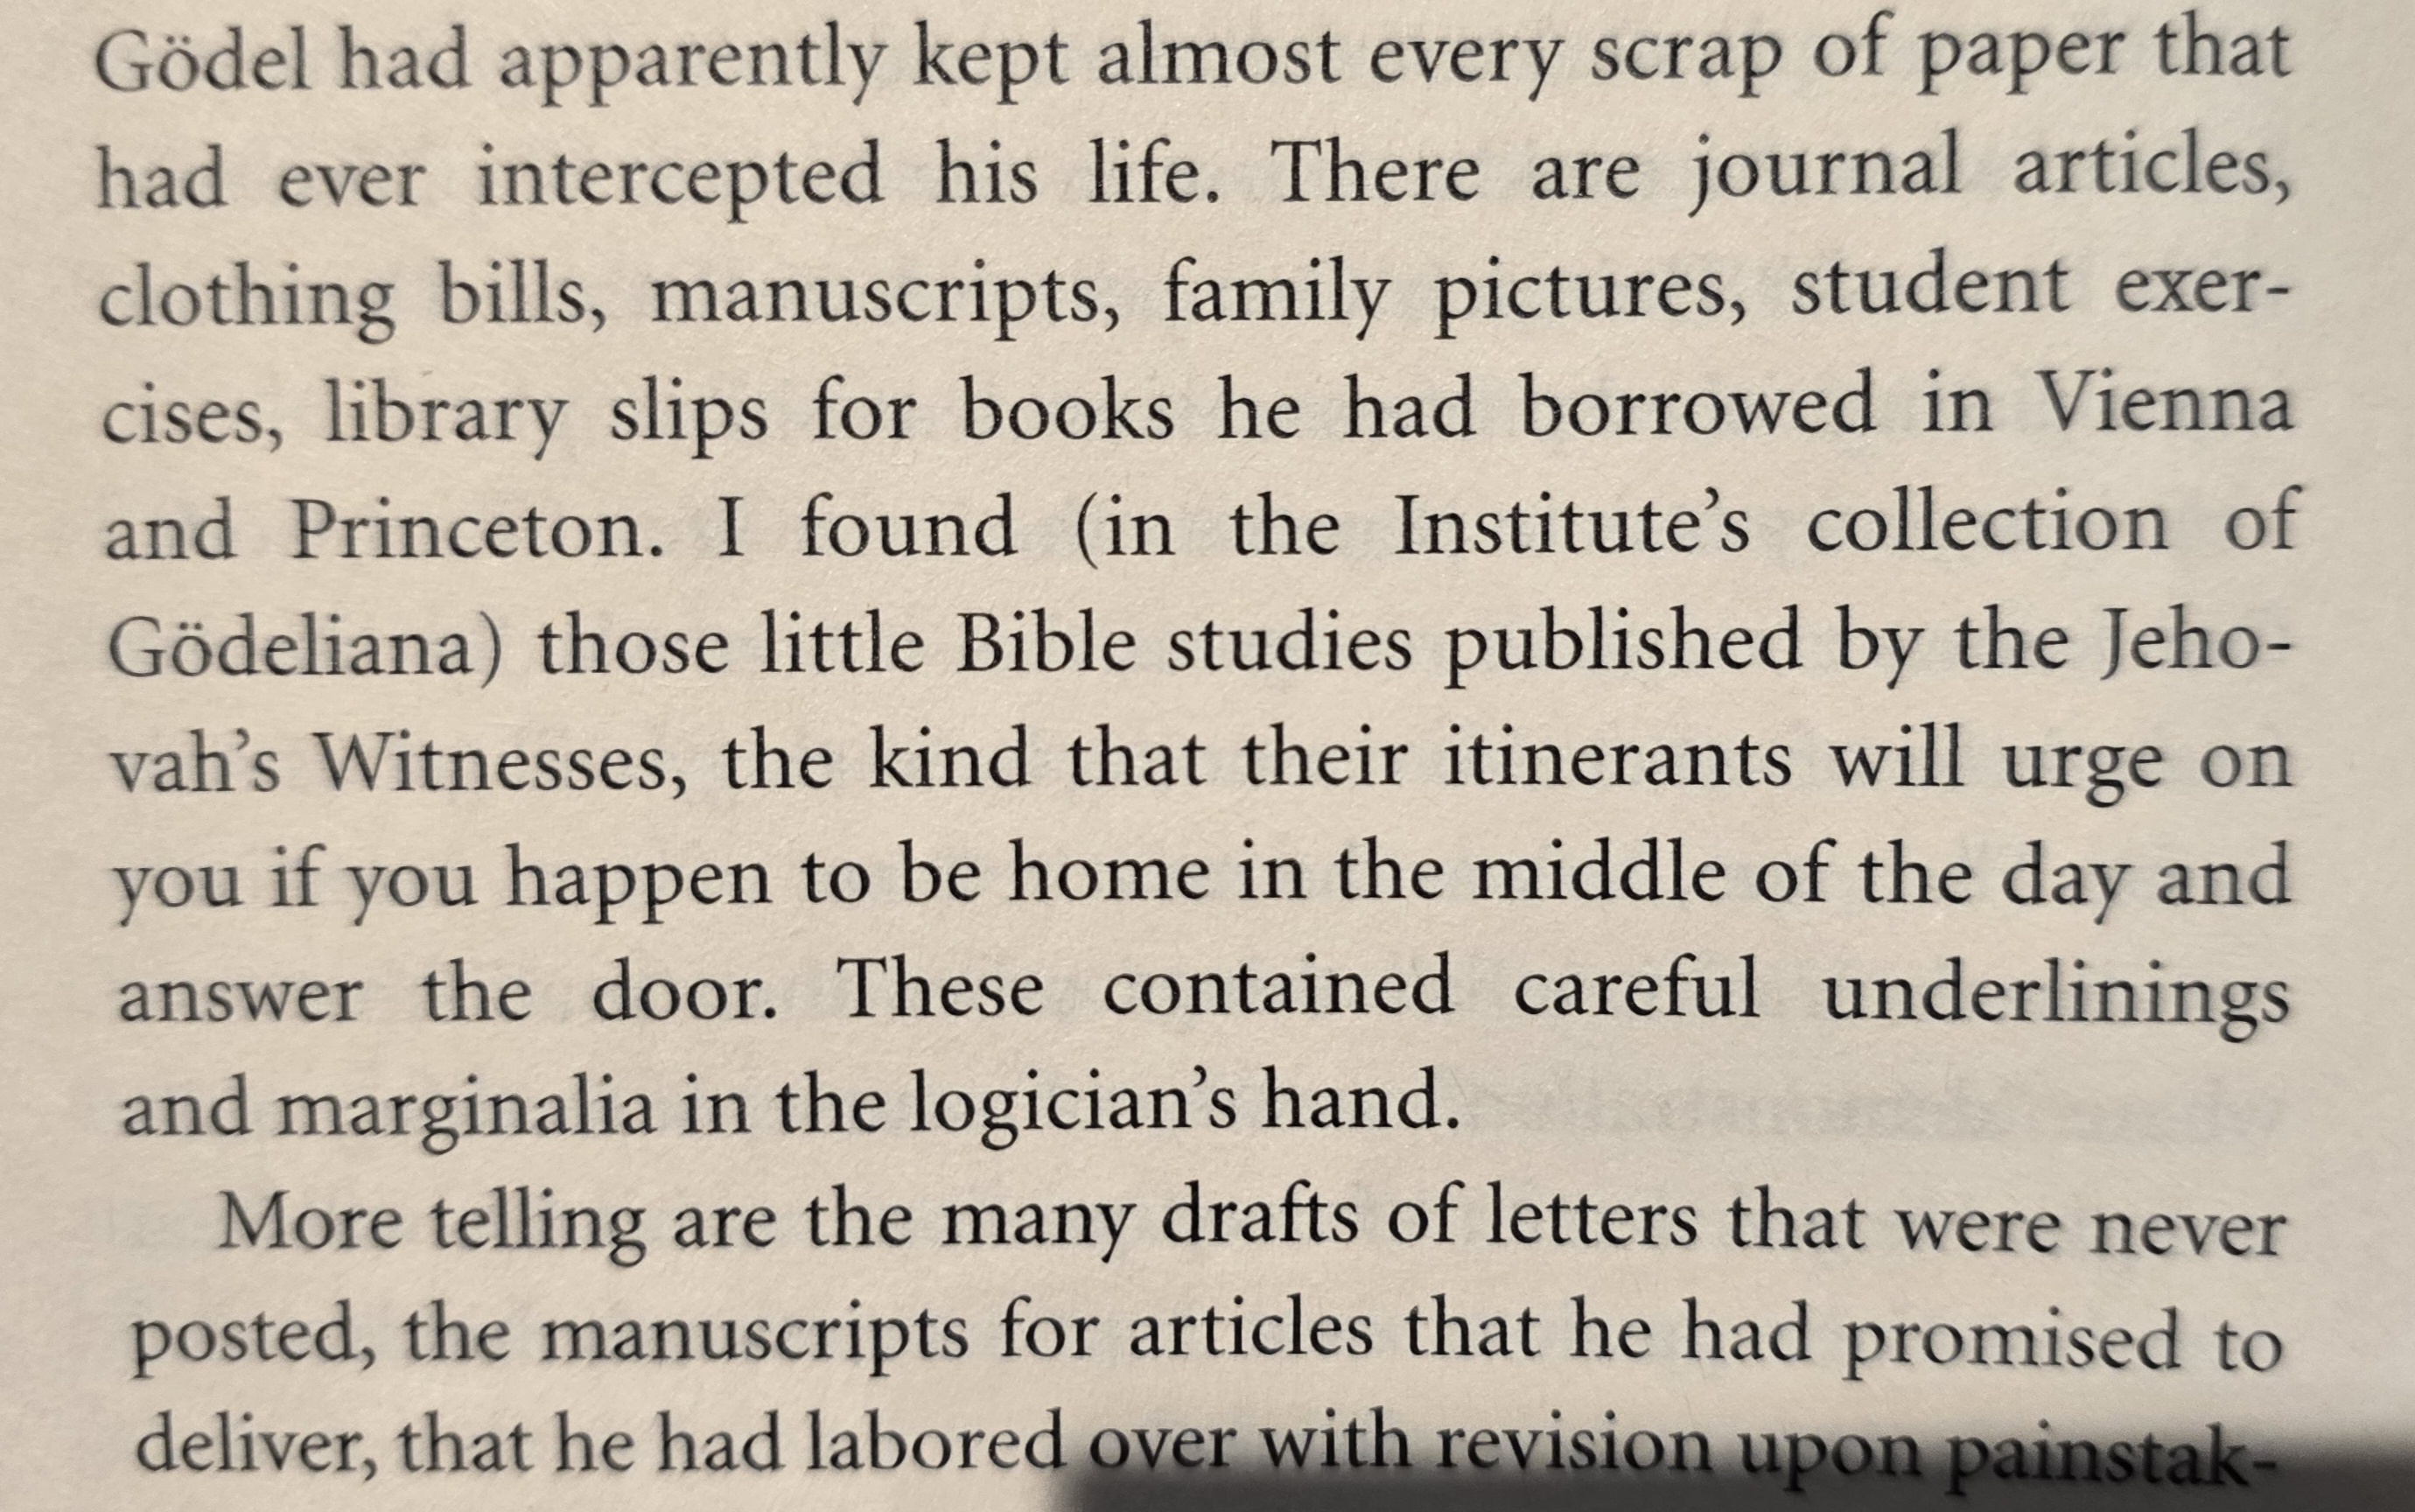 Gödel had apparently kept almost every scrap of paper that
had ever intercepted his life. There are journal articles,
clothing bills, manuscripts, family pictures, student exer-
cises, library slips for books he had borrowed in Vienna
and Princeton. I found (in the Institute’s collection of
Gödeliana) those little Bible studies published by the Jeho-
vah’s Witnesses, the kind that their itinerants will urge on
you if you happen to be home in the middle of the day and
answer the door. These contained careful underlinings
and marginalia in the logician’s hand.
More telling are the many drafts of letters that were never
posted, the manuscripts for articles that he had promised to
deliver, that he had labored over with revision upon painstak-